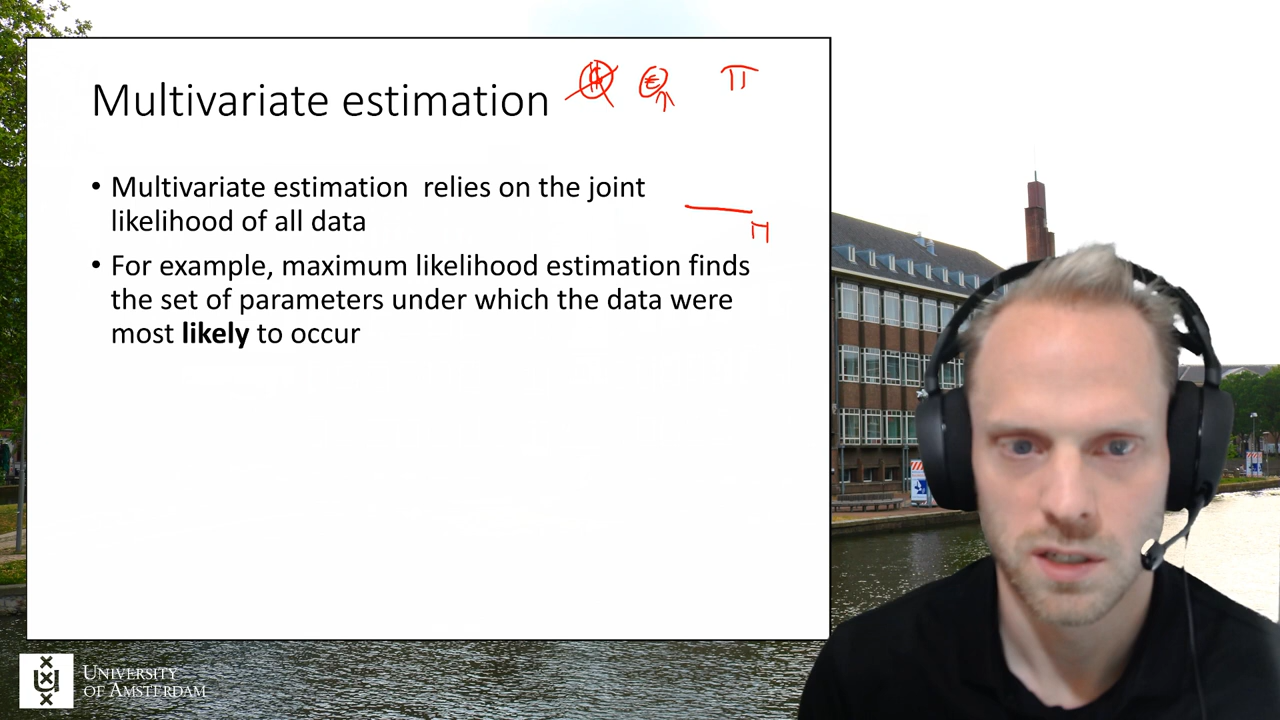 Multivariate estimation
π
• Multivariate estimation relies on the joint
likelihood of all data
π
• For example, maximum likelihood estimation finds
the set of parameters under which the data were
most likely to occur
UNIVERSITY
OF AMSTERDAM